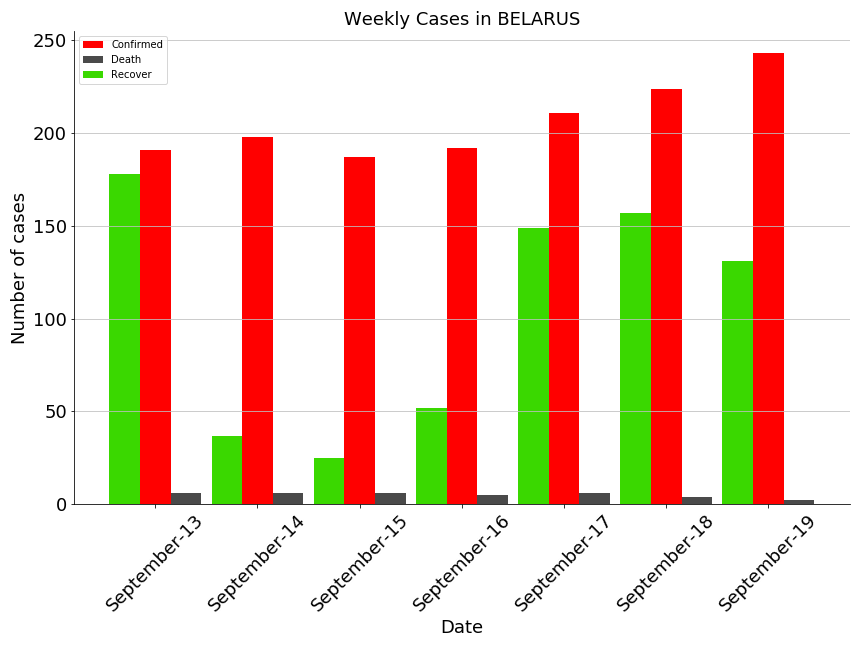 Weekly Cases in BELARUS
Confirmed
Death
Recover
Number of cases
250
200
150
100
50
0
September-13
September-14
September-15
September-16
September-17
September-18
September-19
Date